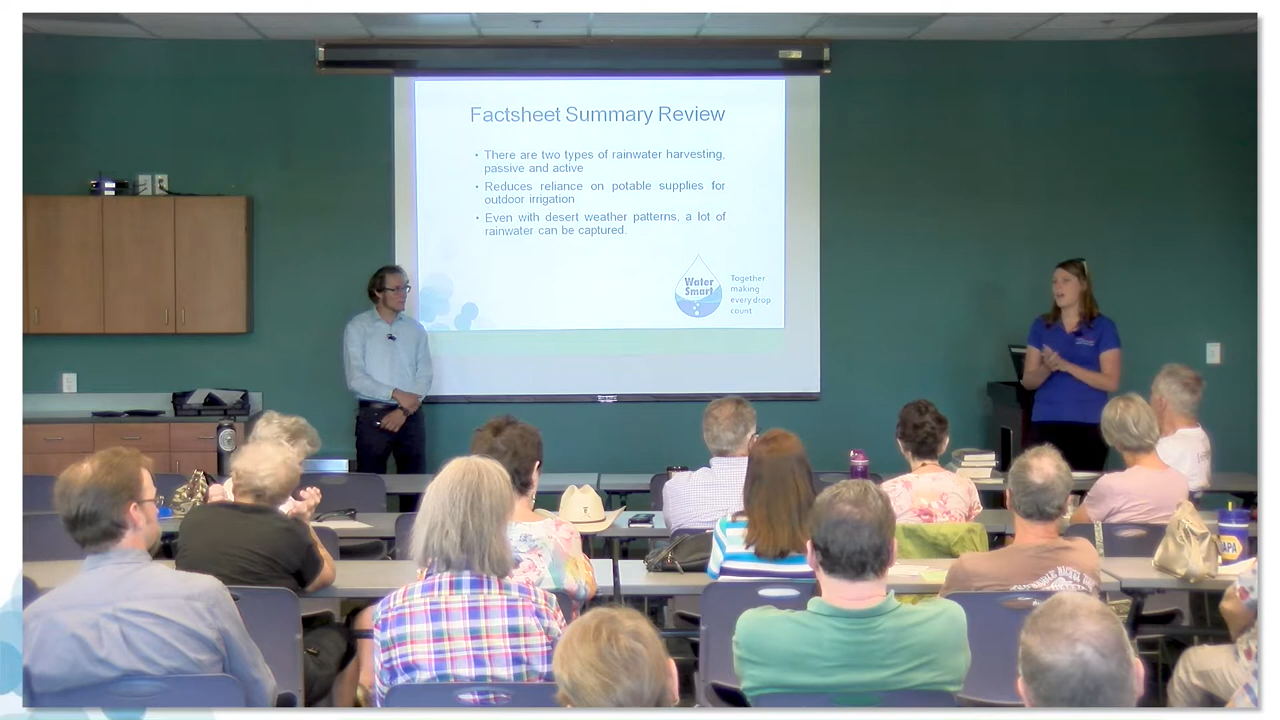 Factsheet Summary Review
• There are two types of rainwater harvesting,
passive and active
• Reduces reliance on potable supplies for
outdoor irrigation
• Even with desert weather patterns, a lot of
rainwater can be captured.
Water
Smart
Together
making
every drop
count
APA